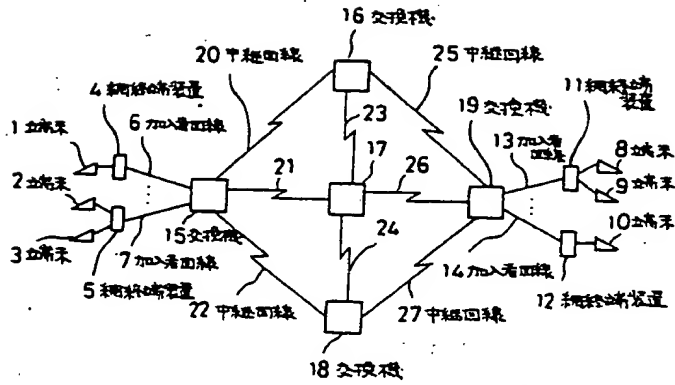 16 交換機
20 中継回線
25 中継回線
4 網終端装置
6 加入者回線
1 端末
2 端末
3 端末
15 交換機
7 加入者回線
5 網終端装置
21
22 中継回線
23
17
26
24
18 交換機
27 中継回線
19 交換機
13 加入者回線
11 網終端装置
8 端末
9 端末
10 端末
14 加入者回線
12 網終端装置